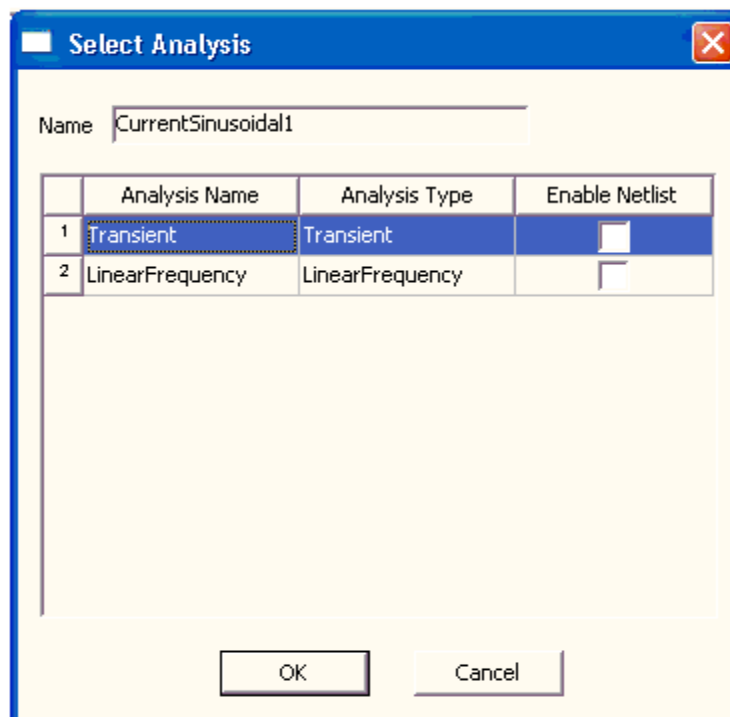 Select Analysis
Name CurrentSinusoidal1
Analysis Name Analysis Type Enable Netlist
1 Transient Transient
2 LinearFrequency LinearFrequency
OK Cancel